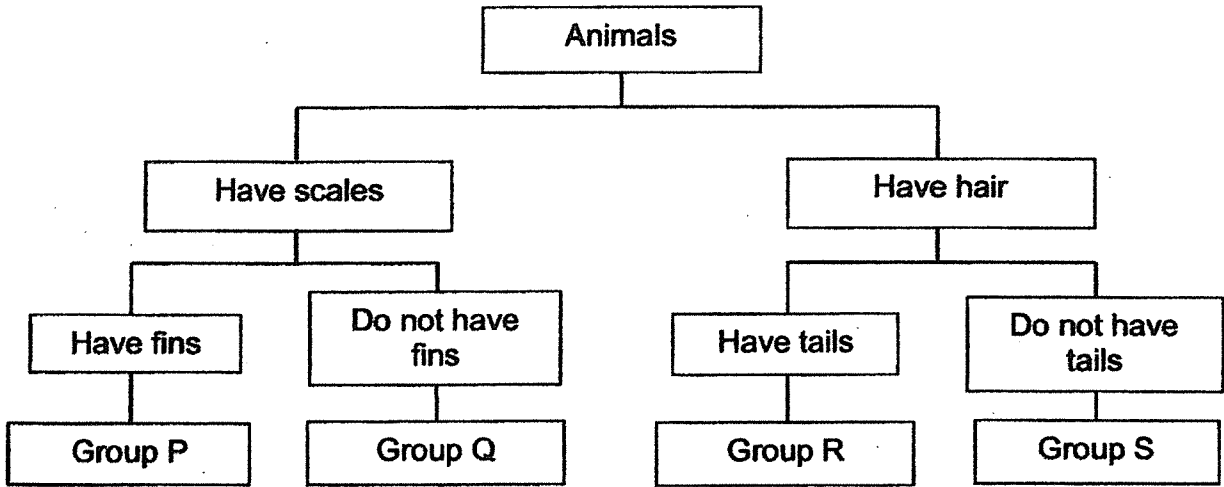 Animals
Have scales
Have hair
Have fins
Do not have
fins
Have tails
Do not have
tails
Group P
Group Q
Group R
Group S